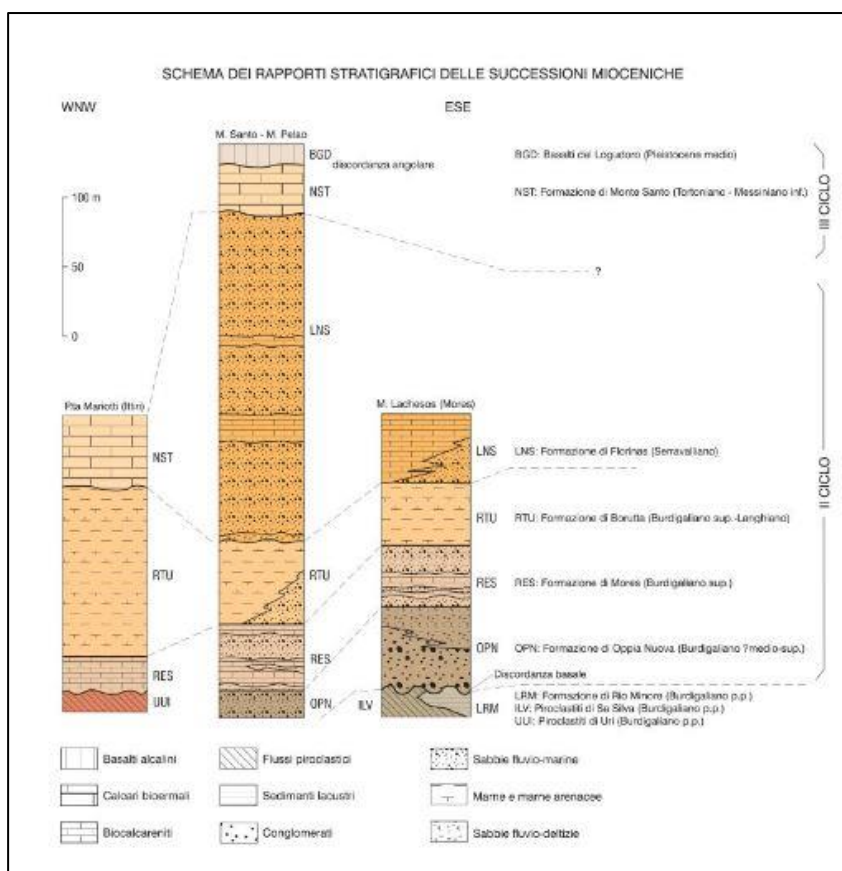 SCHEMA DEI RAPPORTI STRATIGRAFICI DELLE SUCCESSIONI MIOCENICHE
WNW
ESE
M. Santo - M. Pelao
BGD
discordanza angolare
BGD: Basalti del Logudoro (Pleistocene medio)
NST
NST: Formazione di Monte Santo (Tortoniano - Messiniano inf.)
III CICLO
100 m
50
0
?
LNS
Pta Mariotti (Ittiri)
M. Lachesos (Mores)
NST
LNS
LNS: Formazione di Florinas (Serravalliano)
II CICLO
RTU
RTU: Formazione di Borutta (Burdigaliano sup.-Langhiano)
RTU
RTU
RES
RES: Formazione di Mores (Burdigaliano sup.)
OPN
OPN: Formazione di Oppia Nuova (Burdigaliano ?medio-sup.)
RES
RES
Discordanza basale
UUI
OPN
ILV
LRM
LRM: Formazione di Rio Minore (Burdigaliano p.p.)
ILV: Piroclastiti di Sa Silva (Burdigaliano p.p.)
UUI: Piroclastiti di Uri (Burdigaliano p.p.)
Basalti alcalini
Flussi piroclastici
Sabbie fluvio-marine
Calcari bioermali
Sedimenti lacustri
Marne e marne arenacee
Biocalcareniti
Conglomerati
Sabbie fluvio-deltizie